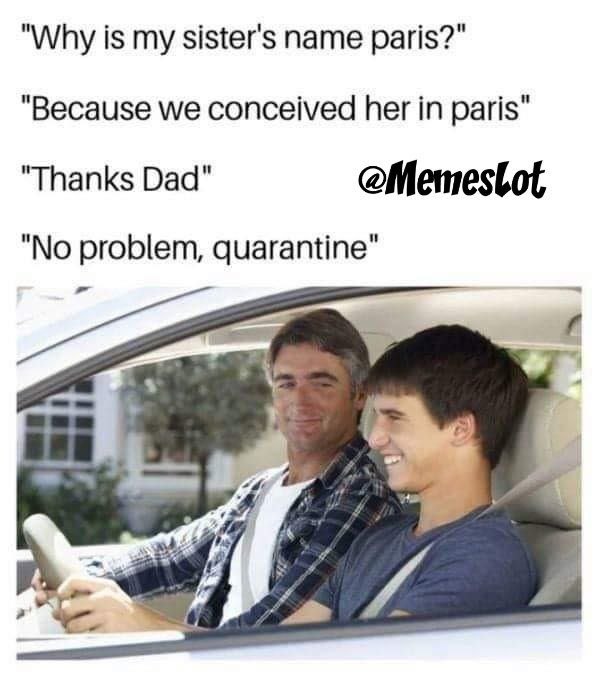 "Why is my sister's name paris?"
"Because we conceived her in paris"
"Thanks Dad"
@Memeslot
"No problem, quarantine"